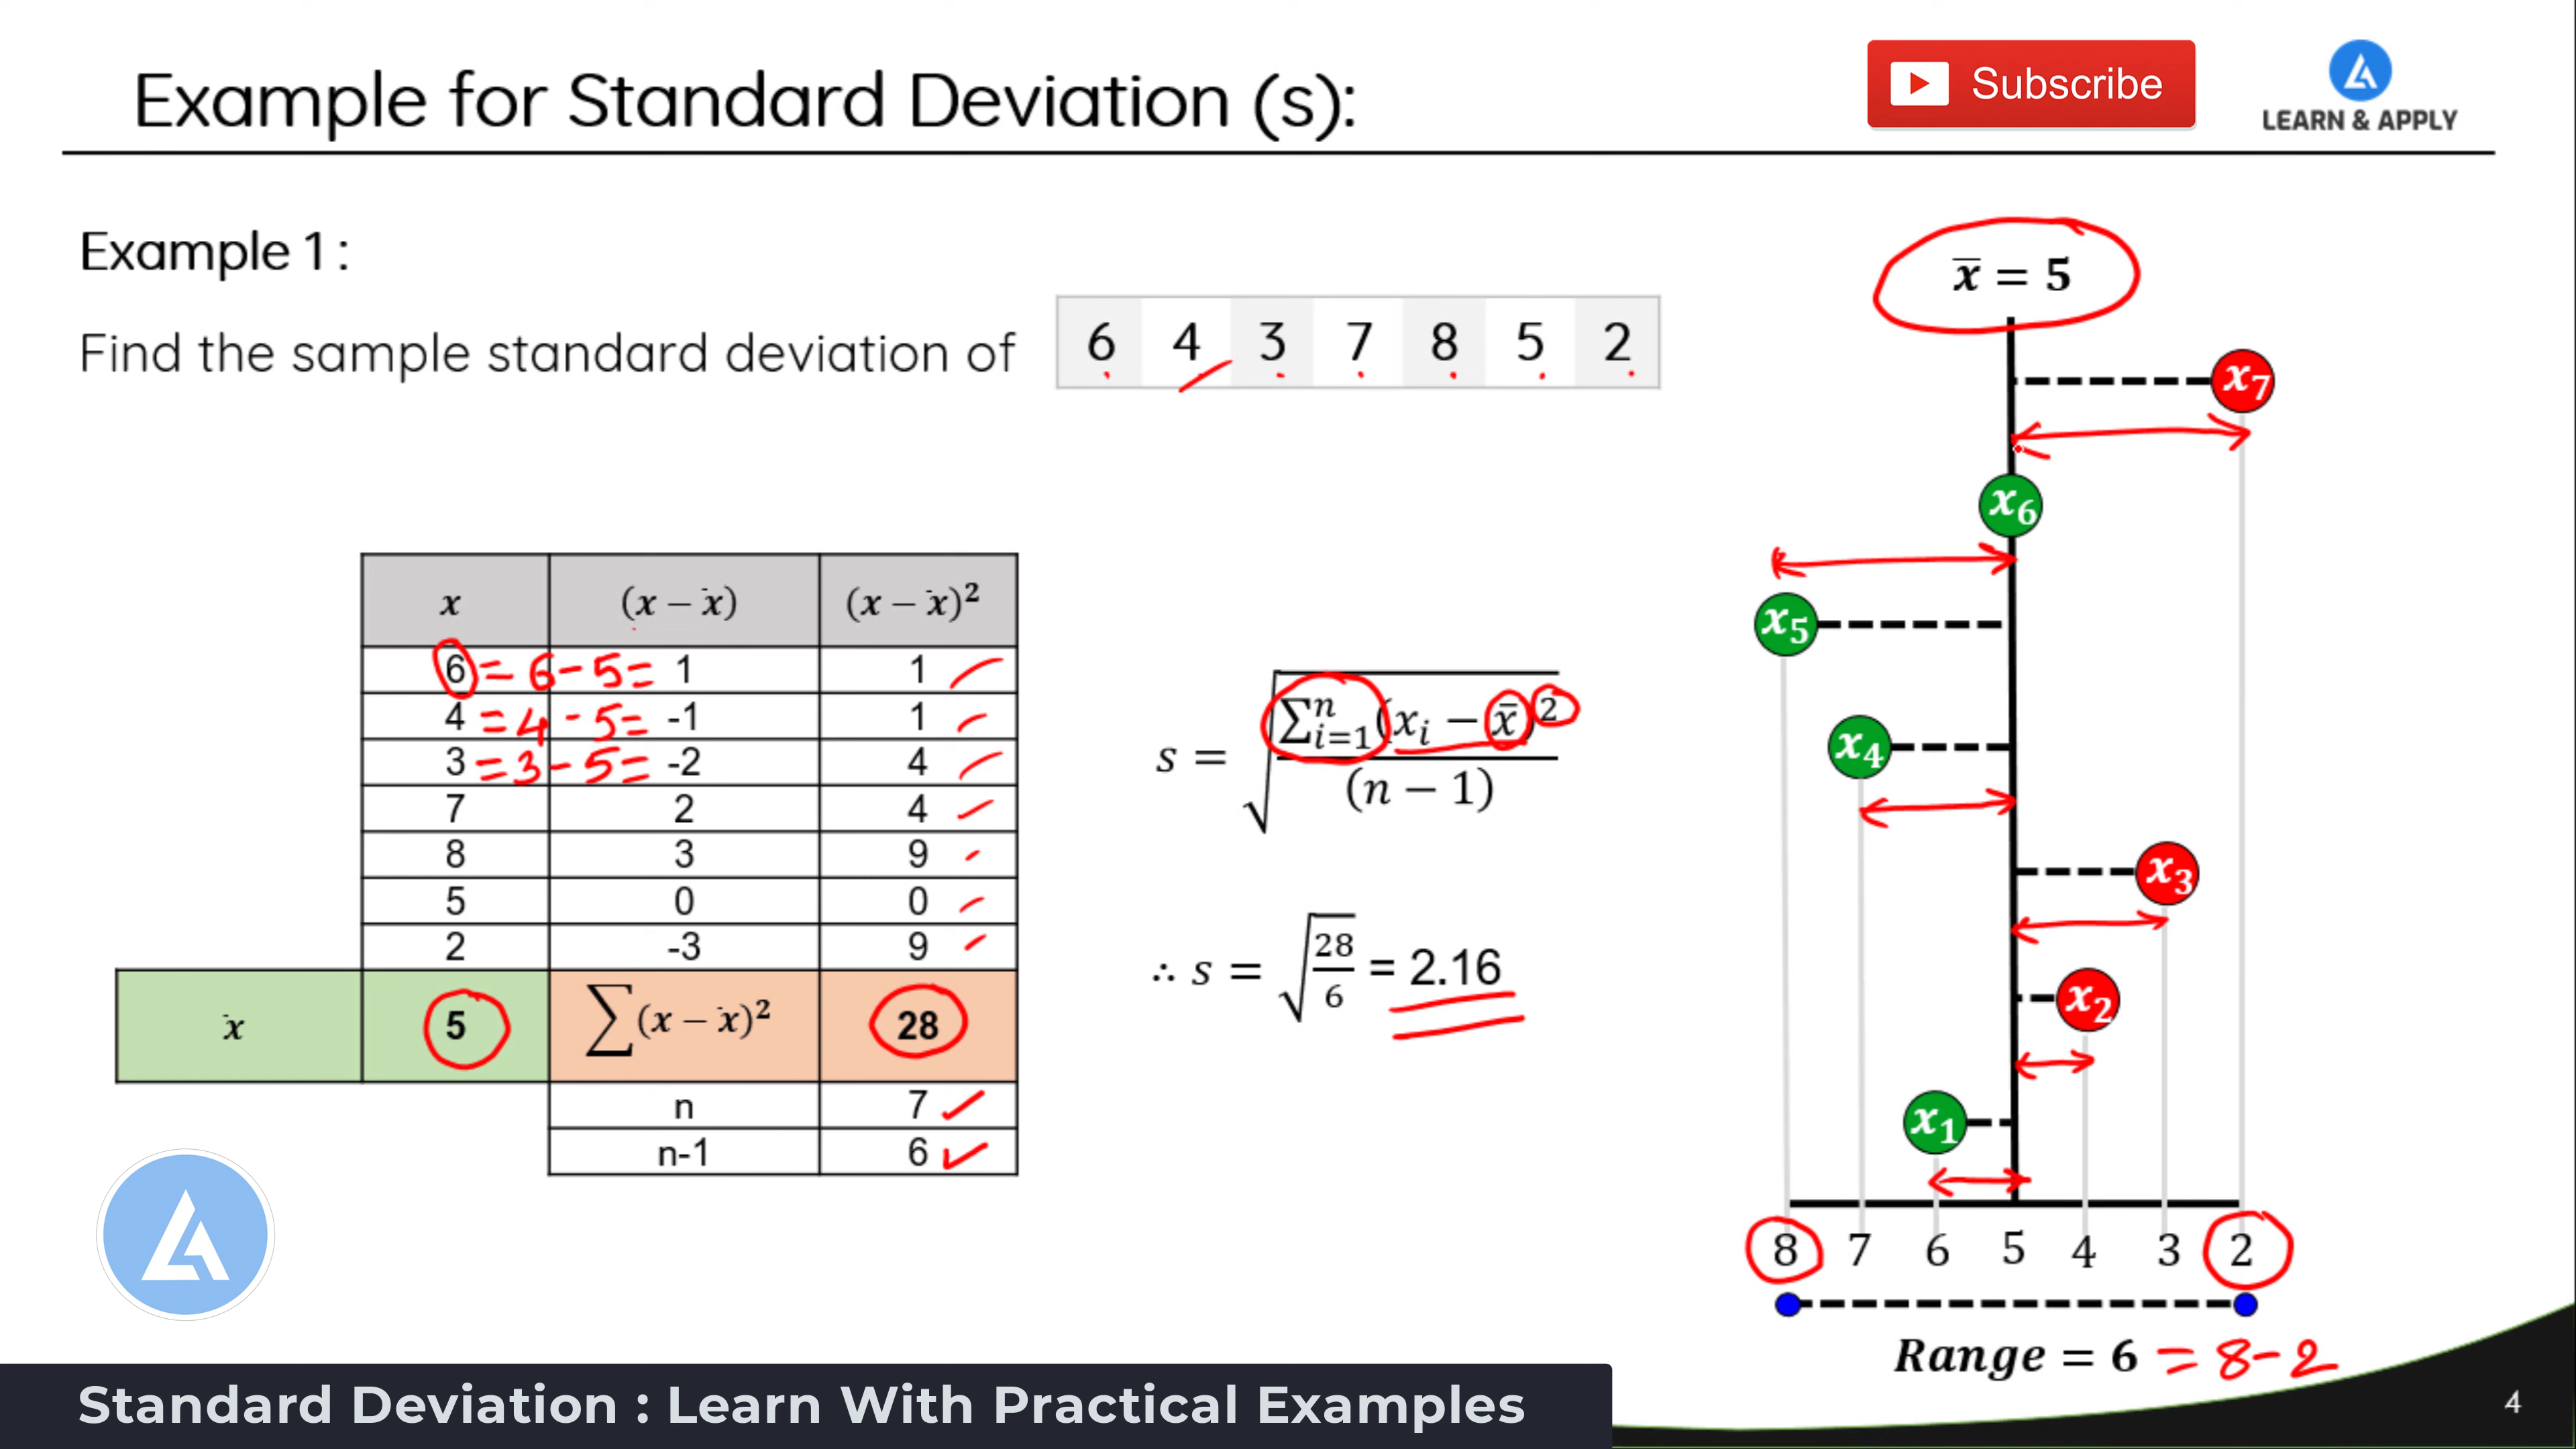 Example for Standard Deviation (s):
Subscribe
LEARN & APPLY
Example 1 :
Find the sample standard deviation of 6 4 3 7 8 5 2
x (x − x̄) (x − x̄)²
6 = 6 - 5 = 1 1
4 = 4 - 5 = -1 1
3 = 3 - 5 = -2 4
7 2 4
8 3 9
5 0 0
2 -3 9
x̄ 5 ∑(x − x̄)² 28
n 7
n-1 6
s = √(∑ⁿᵢ₌₁(xᵢ − x̄)² / (n − 1))
∴ s = √(28/6) = 2.16
x̄ = 5
x₇
x₆
x₅
x₄
x₃
x₂
x₁
8 7 6 5 4 3 2
Range = 6 = 8 - 2
Standard Deviation : Learn With Practical Examples
4